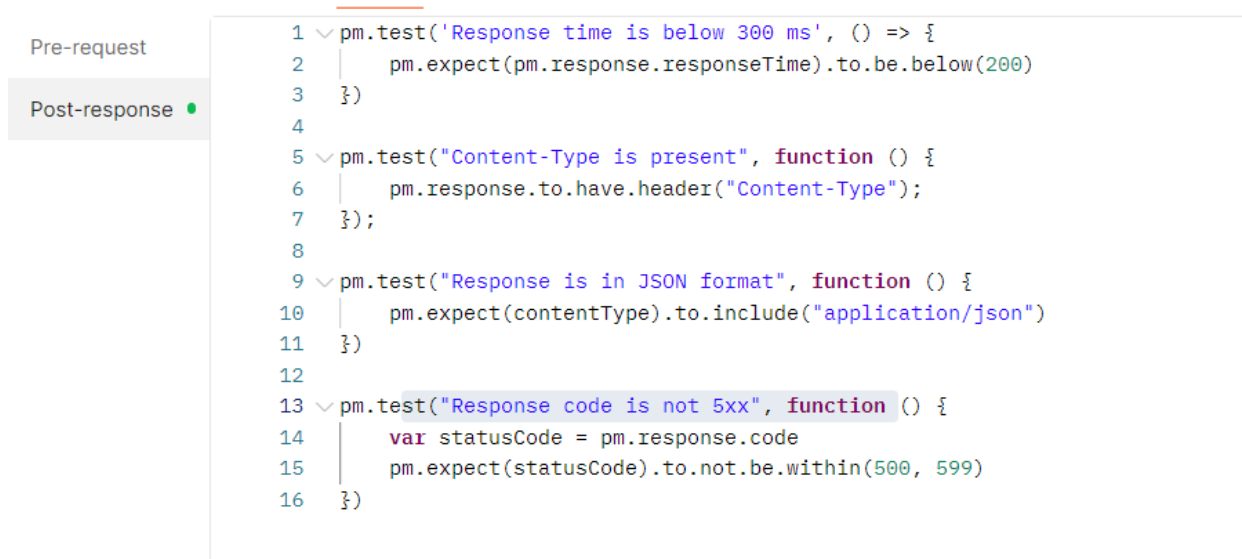 Pre-request
Post-response
1 pm.test('Response time is below 300 ms', () => {
2 pm.expect(pm.response.responseTime).to.be.below(200)
3 })
4
5 pm.test("Content-Type is present", function () {
6 pm.response.to.have.header("Content-Type");
7 });
8
9 pm.test("Response is in JSON format", function () {
10 pm.expect(contentType).to.include("application/json")
11 })
12
13 pm.test("Response code is not 5xx", function () {
14 var statusCode = pm.response.code
15 pm.expect(statusCode).to.not.be.within(500, 599)
16 })